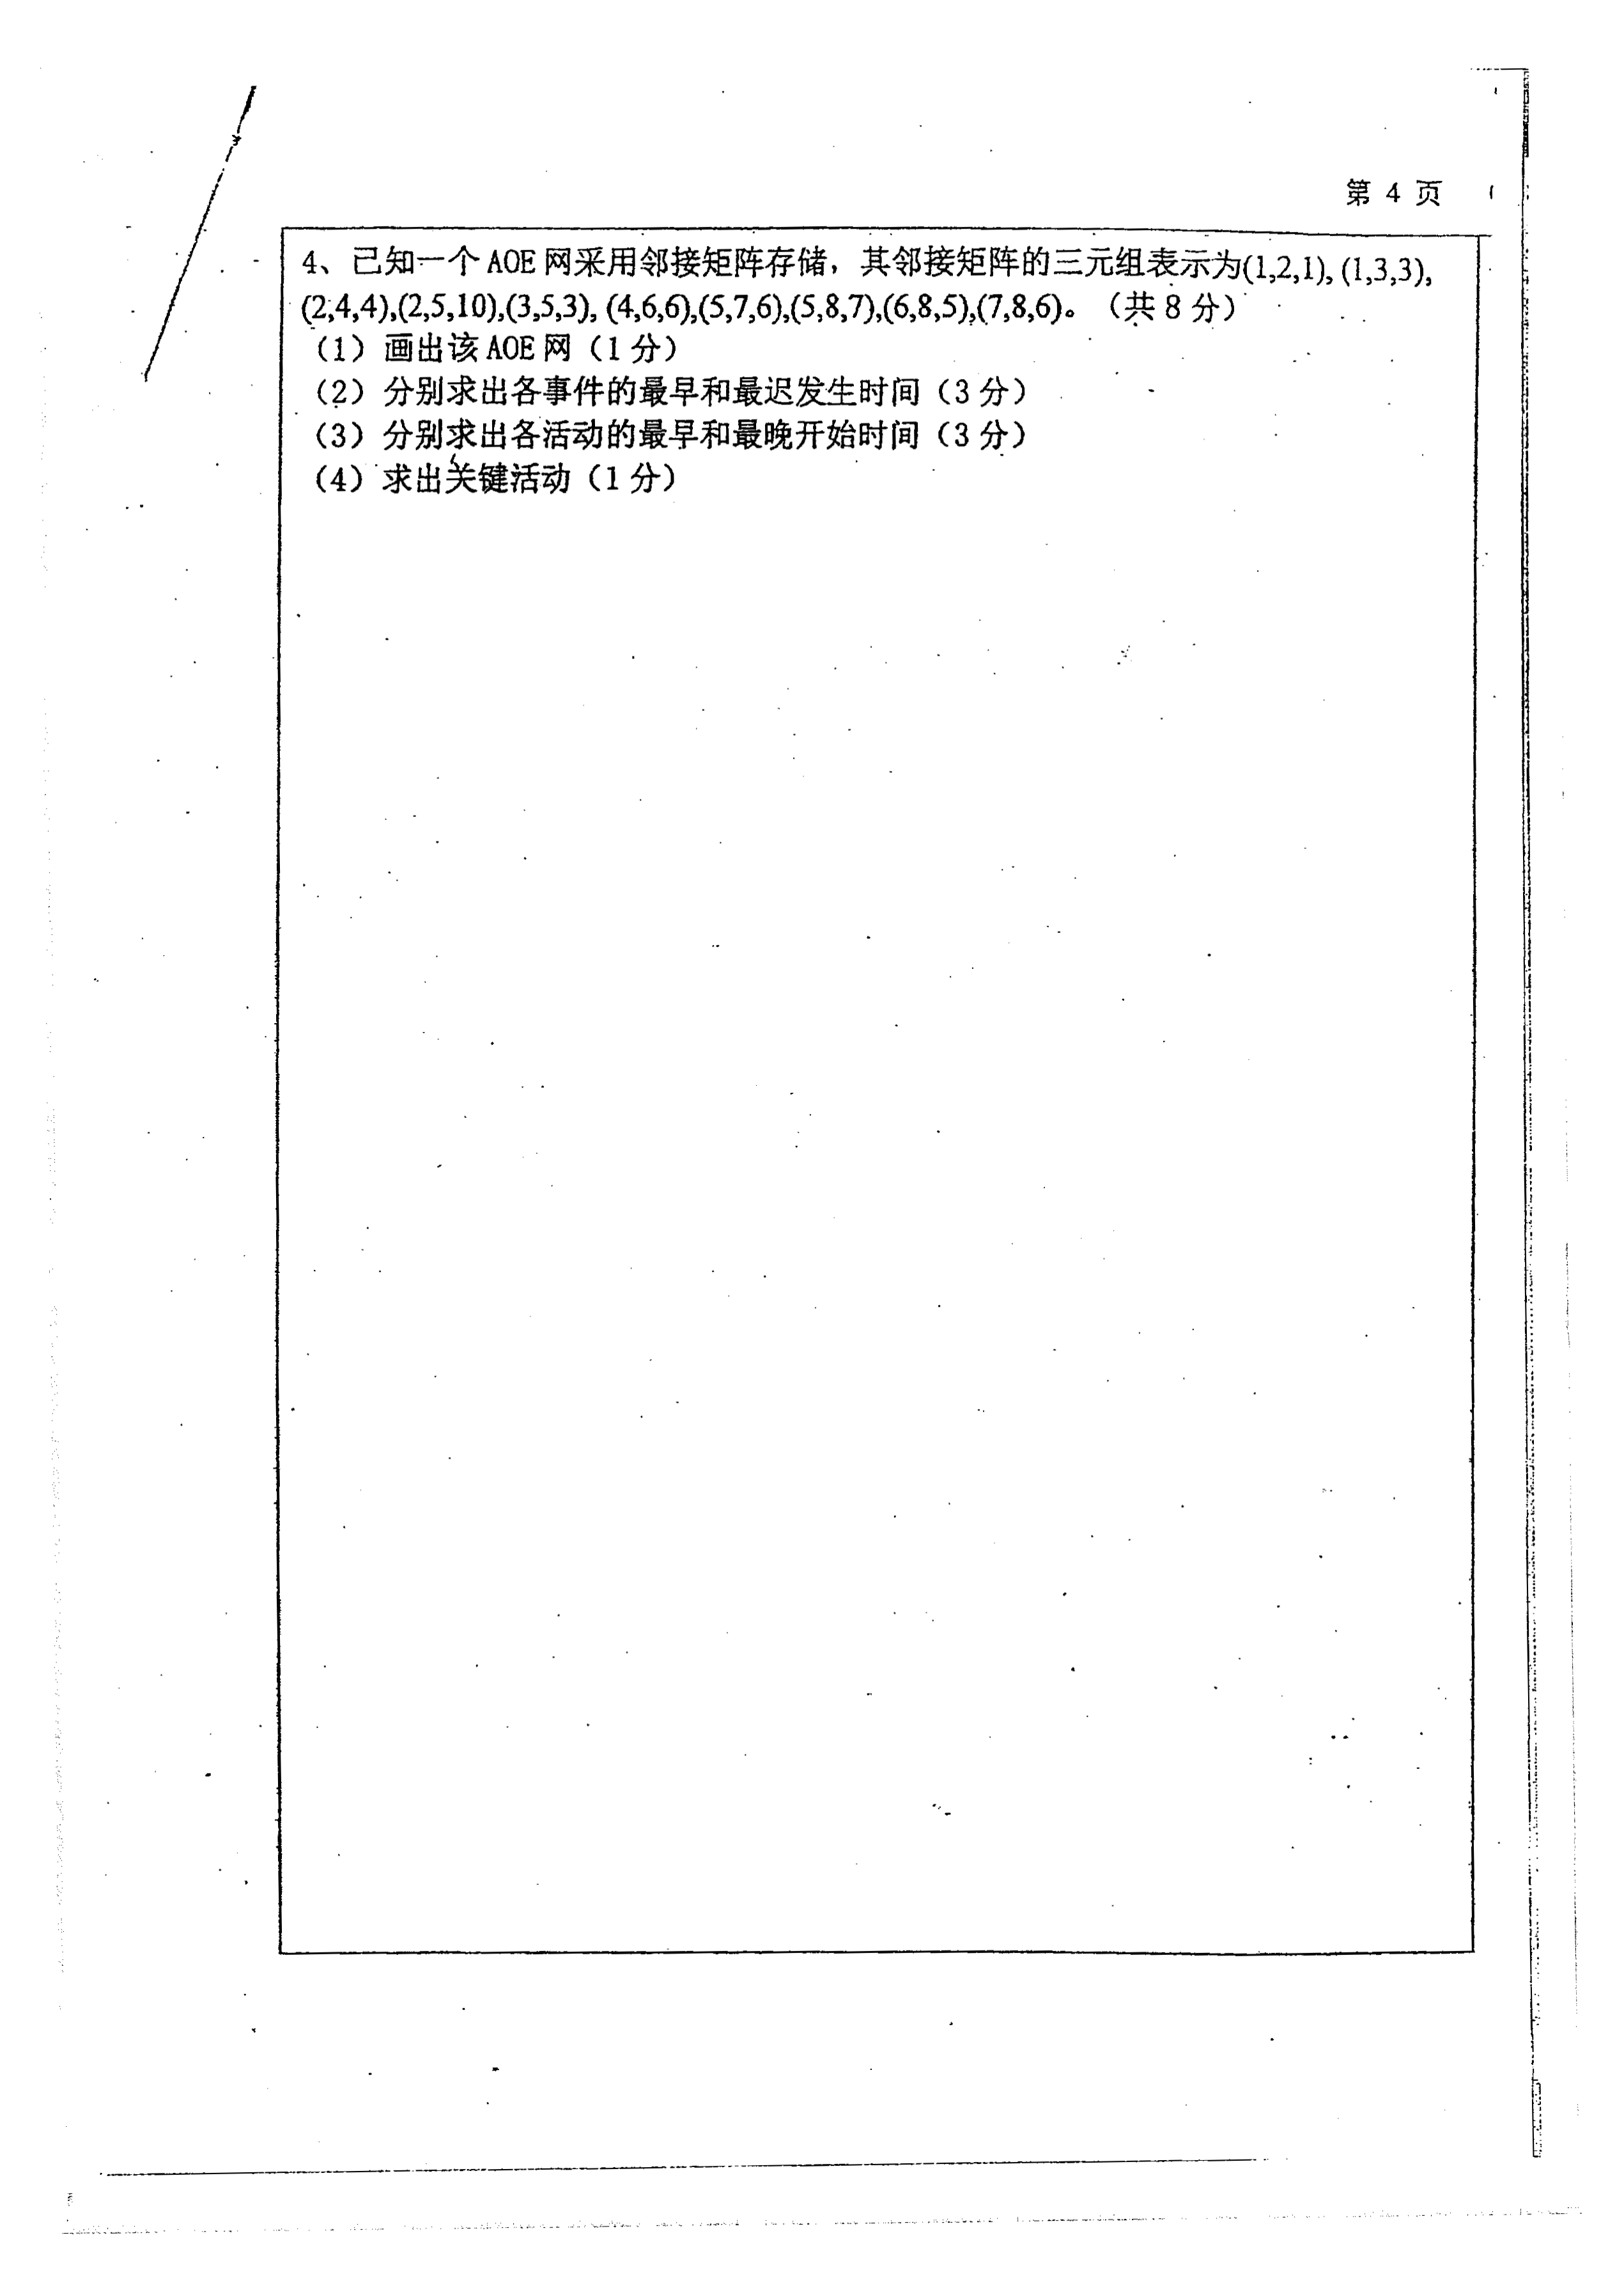 第 4 页
4、已知一个 AOE 网采用邻接矩阵存储，其邻接矩阵的三元组表示为(1,2,1), (1,3,3),
(2,4,4),(2,5,10),(3,5,3), (4,6,6),(5,7,6),(5,8,7),(6,8,5),(7,8,6)。（共 8 分）
（1）画出该 AOE 网（1 分）
（2）分别求出各事件的最早和最迟发生时间（3 分）
（3）分别求出各活动的最早和最晚开始时间（3 分）
（4）求出关键活动（1 分）